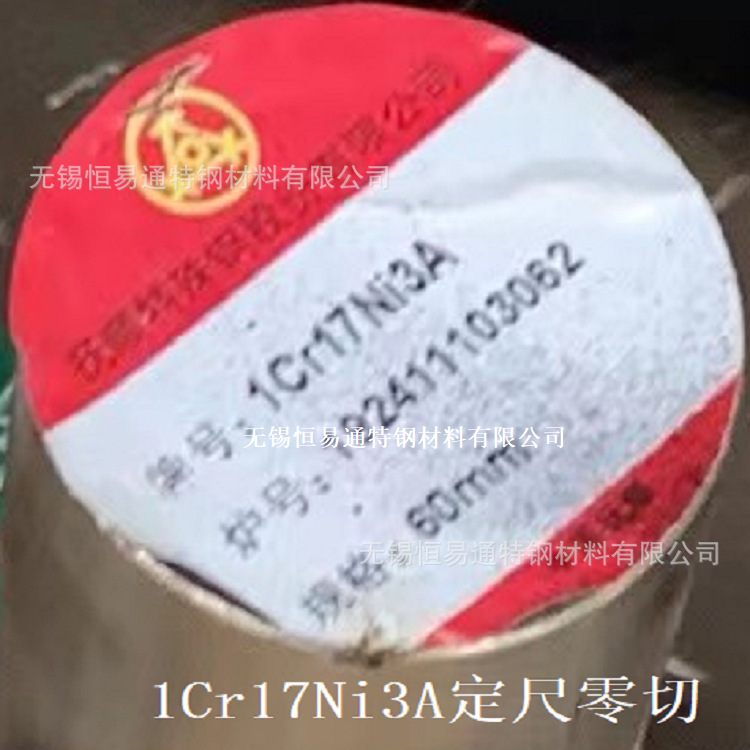 无锡恒易通特钢材料有限公司
牌号：1Cr17Ni3A
无锡恒易通特钢材料有限公司
炉号：
2411103062
规格
60mm
无锡恒易通特钢材料有限公司
1Cr17Ni3A定尺零切